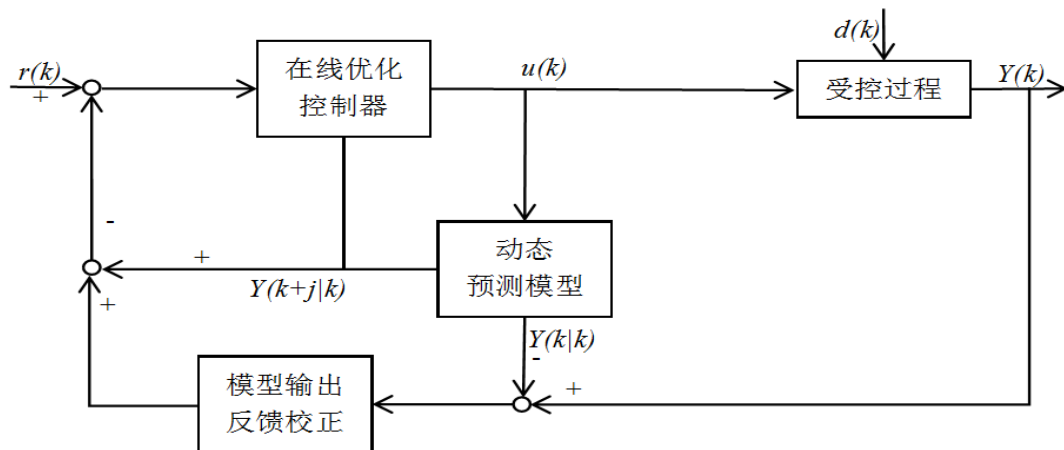 d(k)
r(k)
+
在线优化
控制器
u(k)
受控过程
Y(k)
-
+
动态
预测模型
Y(k+j|k)
+
Y(k|k)
-
+
模型输出
反馈校正